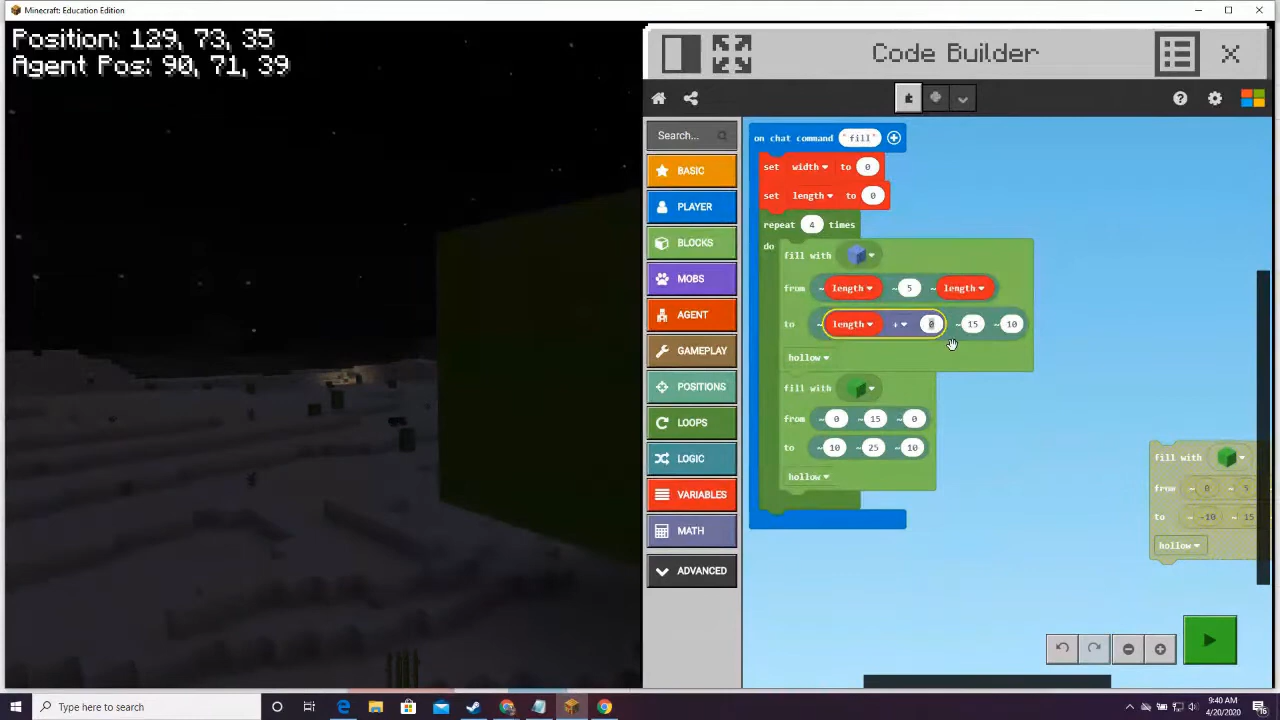 Minecraft: Education Edition
Position: 129, 73, 35
Agent Pos: 90, 71, 39
Code Builder
Search...
BASIC
PLAYER
BLOCKS
MOBS
AGENT
GAMEPLAY
POSITIONS
LOOPS
LOGIC
VARIABLES
MATH
ADVANCED
on chat command "fill"
set width to 0
set length to 0
repeat 4 times
do
fill with
from ~ length ~ 5 ~ length
to ~ length + 0 ~ 15 ~ 10
hollow
fill with
from ~ 0 ~ 15 ~ 0
to ~ 10 ~ 25 ~ 10
hollow
fill with
from ~ 0 ~ 5
to ~ -10 ~ 15
hollow
Type here to search
9:40 AM
4/20/2020